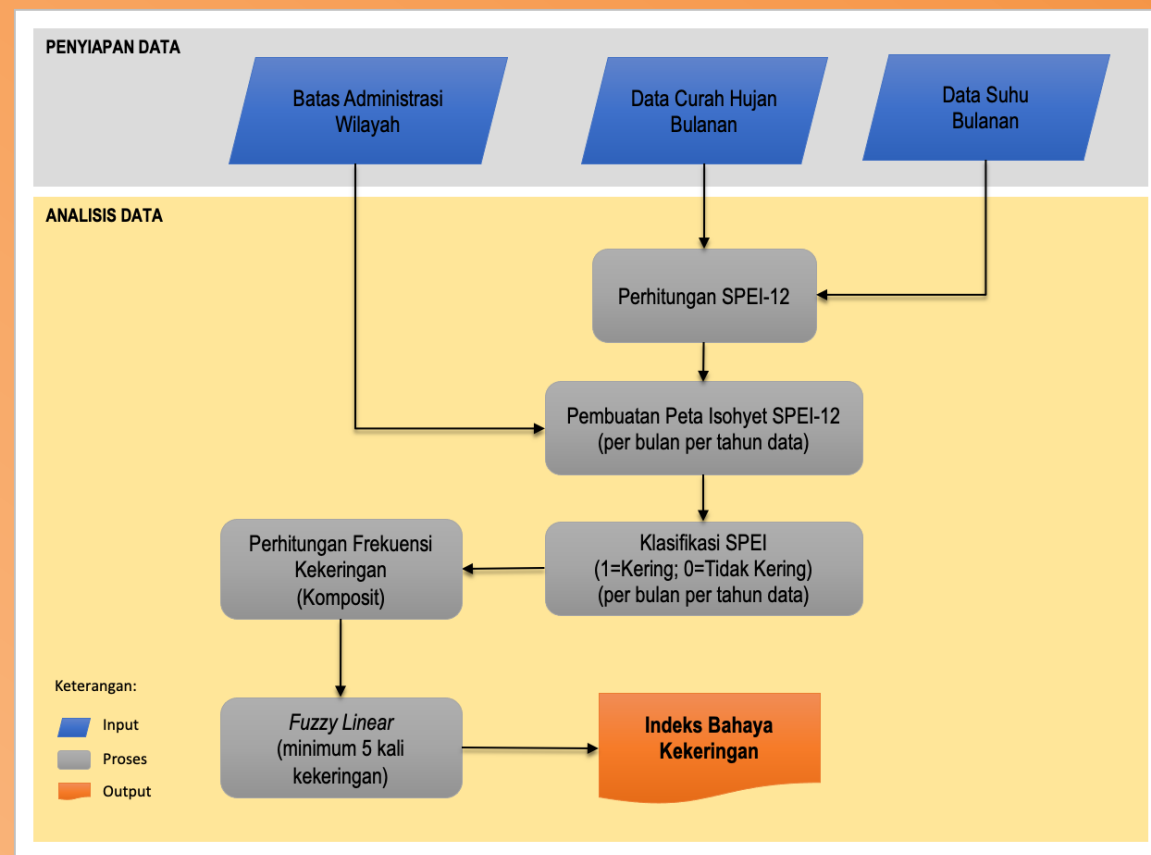 PENYIAPAN DATA
Batas Administrasi
Wilayah
Data Curah Hujan
Bulanan
Data Suhu
Bulanan
ANALISIS DATA
Perhitungan SPEI-12
Pembuatan Peta Isohyet SPEI-12
(per bulan per tahun data)
Klasifikasi SPEI
(1=Kering; 0=Tidak Kering)
(per bulan per tahun data)
Perhitungan Frekuensi
Kekeringan
(Komposit)
Fuzzy Linear
(minimum 5 kali
kekeringan)
Indeks Bahaya
Kekeringan
Keterangan:
Input
Proses
Output